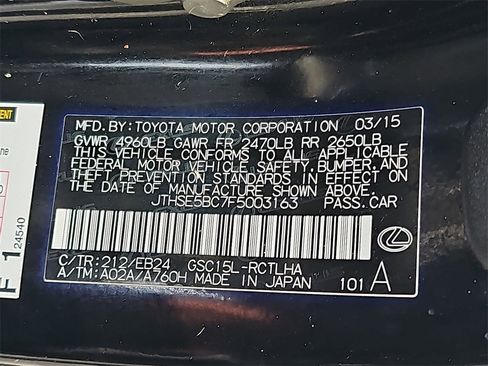 MFD. BY: TOYOTA MOTOR CORPORATION 03/15
GVWR 4960LB GAWR FR 2470LB RR 2650LB
THIS VEHICLE CONFORMS TO ALL APPLICABLE
FEDERAL MOTOR VEHICLE SAFETY, BUMPER, AND
THEFT PREVENTION STANDARDS IN EFFECT ON
THE DATE OF MANUFACTURE SHOWN ABOVE.
JTHSE5BC7F5003163 PASS. CAR
C/TR: 212/EB24 GSC15L-RCTLHA
A/TM: A02A/A760H MADE IN JAPAN 101 A
F 1 24540